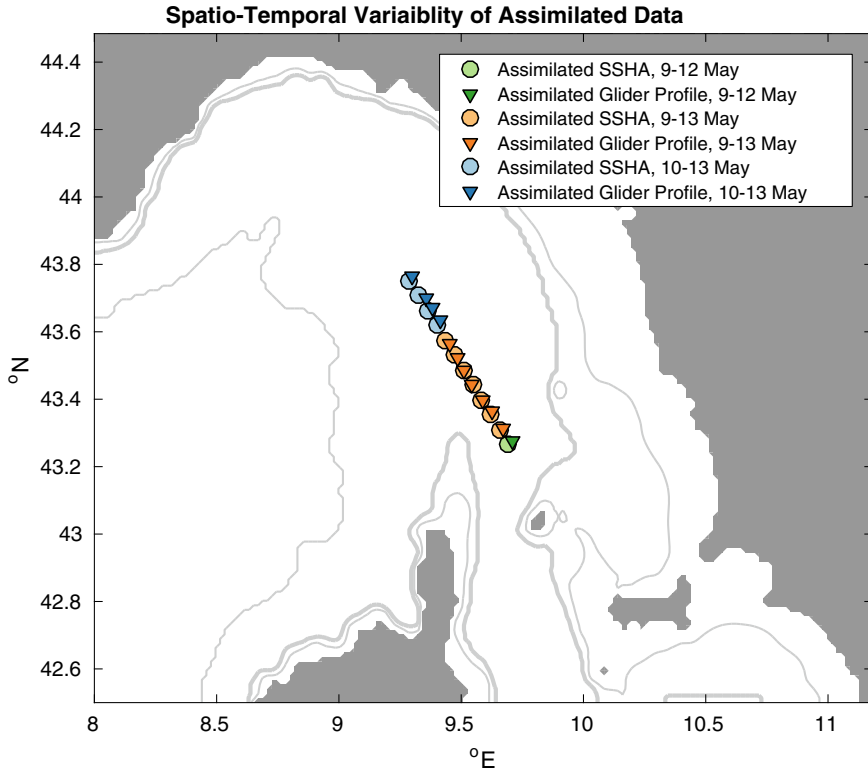 Spatio-Temporal Variaiblity of Assimilated Data
Assimilated SSHA, 9-12 May
Assimilated Glider Profile, 9-12 May
Assimilated SSHA, 9-13 May
Assimilated Glider Profile, 9-13 May
Assimilated SSHA, 10-13 May
Assimilated Glider Profile, 10-13 May
44.4
44.2
44
43.8
43.6
43.4
43.2
43
42.8
42.6
°N
8 8.5 9 9.5 10 10.5 11
°E